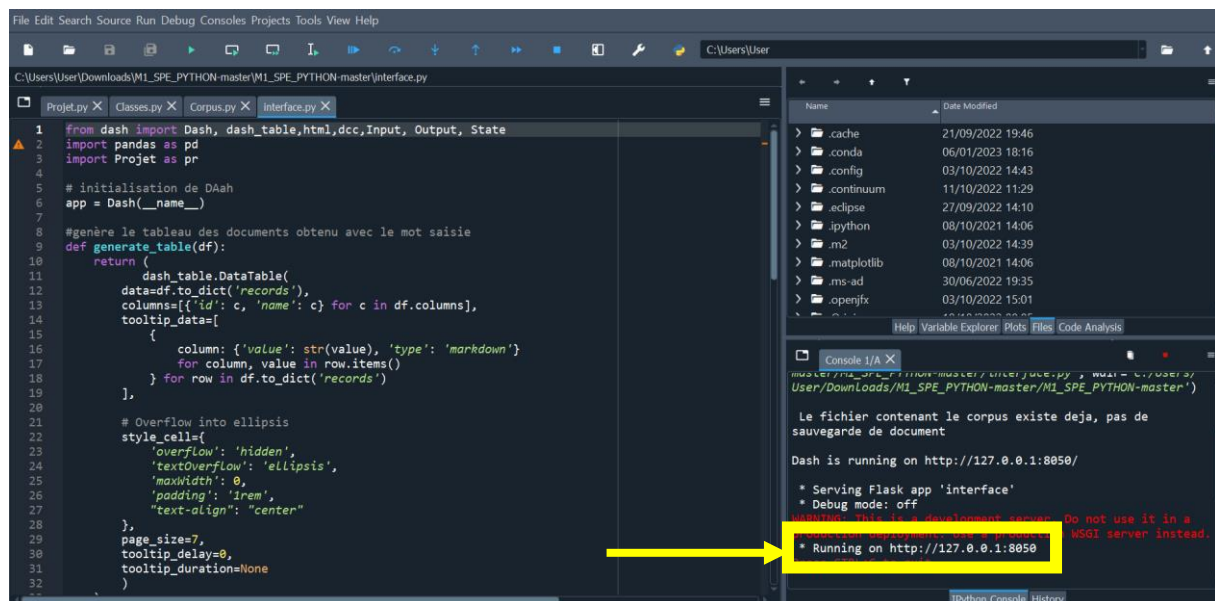 File Edit Search Source Run Debug Consoles Projects Tools View Help
C:\Users\User
C:\Users\User\Downloads\M1_SPE_PYTHON-master\M1_SPE_PYTHON-master\interface.py
Projet.py X Classes.py X Corpus.py X interface.py X
1 from dash import Dash, dash_table,html,dcc,Input, Output, State
2 import pandas as pd
3 import Projet as pr
4
5 # initialisation de DAah
6 app = Dash(__name__)
7
8 #genère le tableau des documents obtenu avec le mot saisie
9 def generate_table(df):
10 return (
11 dash_table.DataTable(
12 data=df.to_dict('records'),
13 columns=[{'id': c, 'name': c} for c in df.columns],
14 tooltip_data=[
15 {
16 column: {'value': str(value), 'type': 'markdown'}
17 for column, value in row.items()
18 } for row in df.to_dict('records')
19 ],
20
21 # Overflow into ellipsis
22 style_cell={
23 'overflow': 'hidden',
24 'textOverflow': 'ellipsis',
25 'maxWidth': 0,
26 'padding': '1rem',
27 "text-align": "center"
28 },
29 page_size=7,
30 tooltip_delay=0,
31 tooltip_duration=None
32 )
Name Date Modified
.cache 21/09/2022 19:46
.conda 06/01/2023 18:16
.config 03/10/2022 14:43
.continuum 11/10/2022 11:29
.eclipse 27/09/2022 14:10
.ipython 08/10/2021 14:06
.m2 03/10/2022 14:39
.matplotlib 08/10/2021 14:06
.ms-ad 30/06/2022 19:35
.openjfx 03/10/2022 15:01
Help Variable Explorer Plots Files Code Analysis
Console 1/A X
master/M1_SPE_PYTHON-master/interface.py', wdir='C:/Users/
User/Downloads/M1_SPE_PYTHON-master/M1_SPE_PYTHON-master')
Le fichier contenant le corpus existe deja, pas de
sauvegarde de document
Dash is running on http://127.0.0.1:8050/
* Serving Flask app 'interface'
* Debug mode: off
WARNING: This is a development server. Do not use it in a
production deployment. Use a production WSGI server instead.
* Running on http://127.0.0.1:8050
IPython Console History